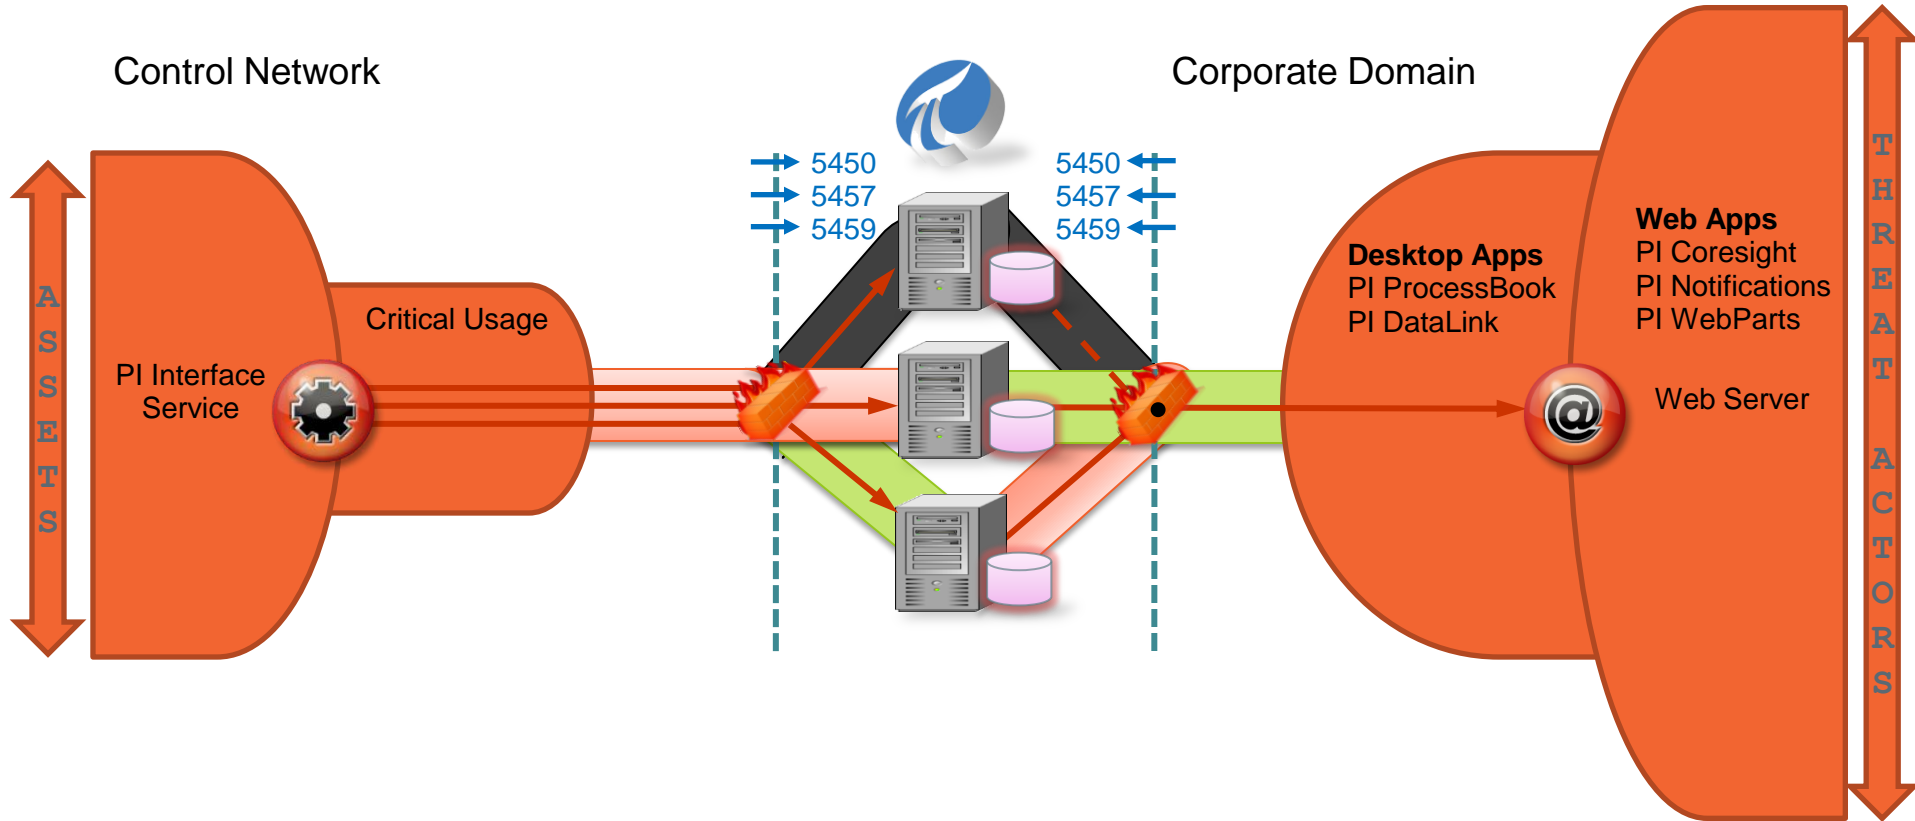 Control Network
Corporate Domain
ASSETS
PI Interface
Service
Critical Usage
5450
5457
5459
5450
5457
5459
Desktop Apps
PI ProcessBook
PI DataLink
Web Apps
PI Coresight
PI Notifications
PI WebParts
@
Web Server
THREAT ACTORS